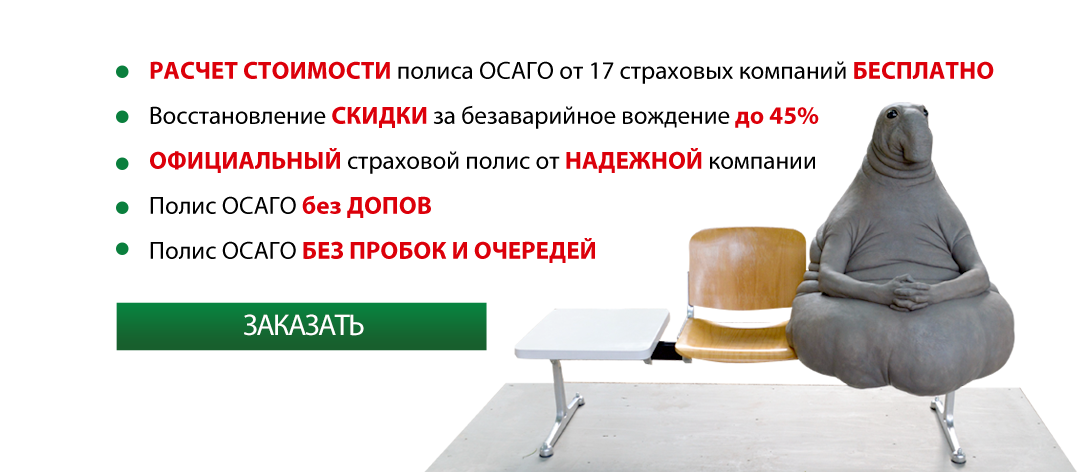 РАСЧЕТ СТОИМОСТИ полиса ОСАГО от 17 страховых компаний БЕСПЛАТНО
Восстановление СКИДКИ за безаварийное вождение до 45%
ОФИЦИАЛЬНЫЙ страховой полис от НАДЕЖНОЙ компании
Полис ОСАГО без ДОПОВ
Полис ОСАГО БЕЗ ПРОБОК И ОЧЕРЕДЕЙ
ЗАКАЗАТЬ